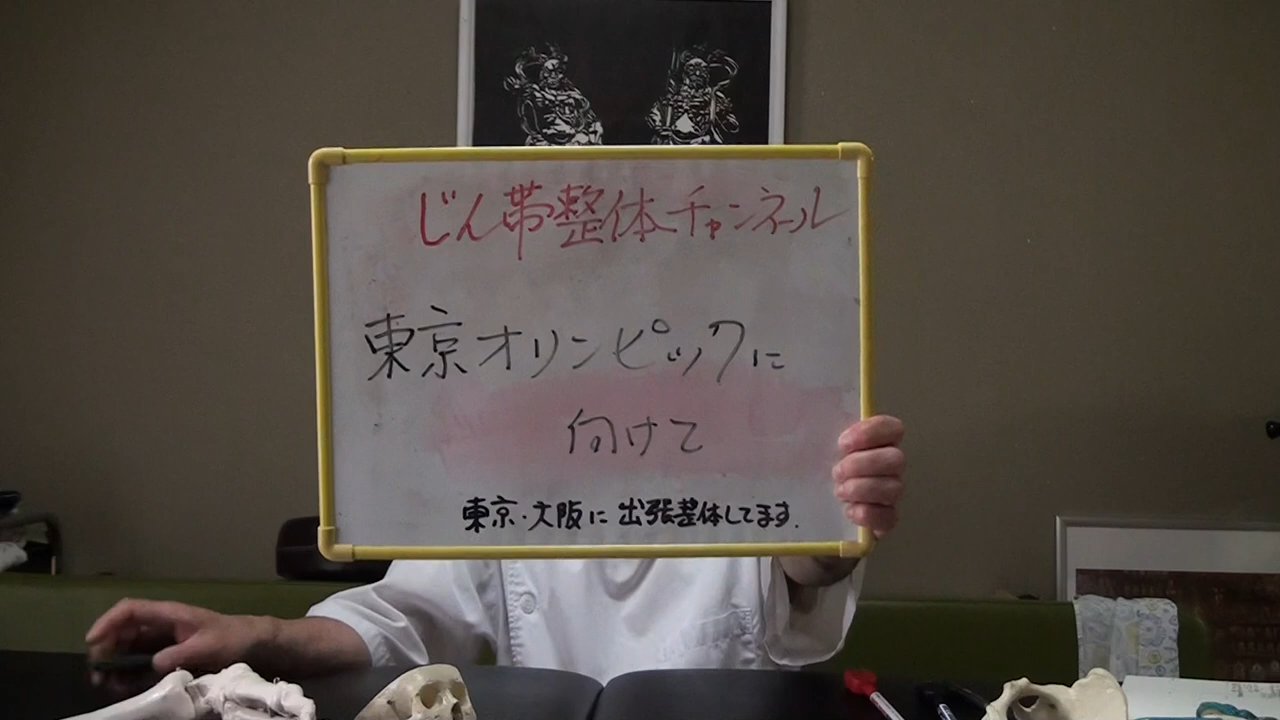 じん帯整体チャンネル
東京オリンピックに
向けて
東京・大阪に出張整体してます.